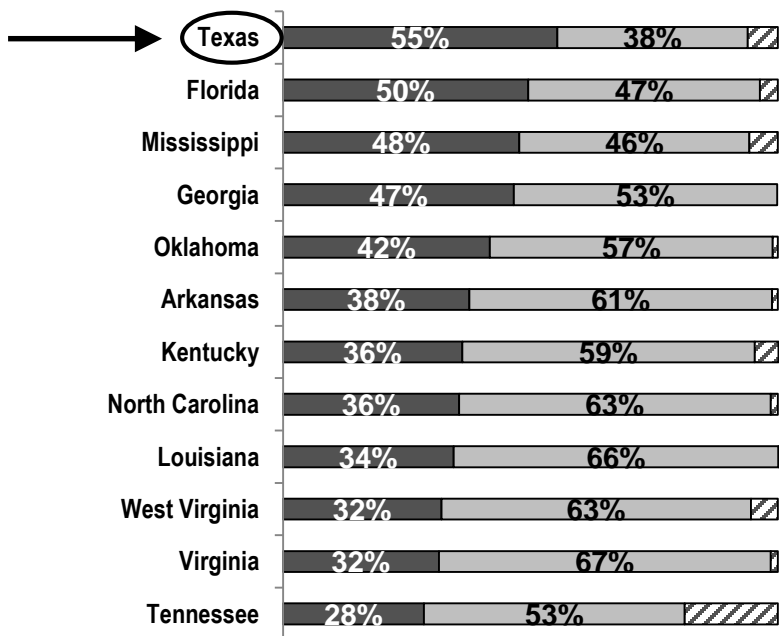 Texas 55% 38%
Florida 50% 47%
Mississippi 48% 46%
Georgia 47% 53%
Oklahoma 42% 57%
Arkansas 38% 61%
Kentucky 36% 59%
North Carolina 36% 63%
Louisiana 34% 66%
West Virginia 32% 63%
Virginia 32% 67%
Tennessee 28% 53%